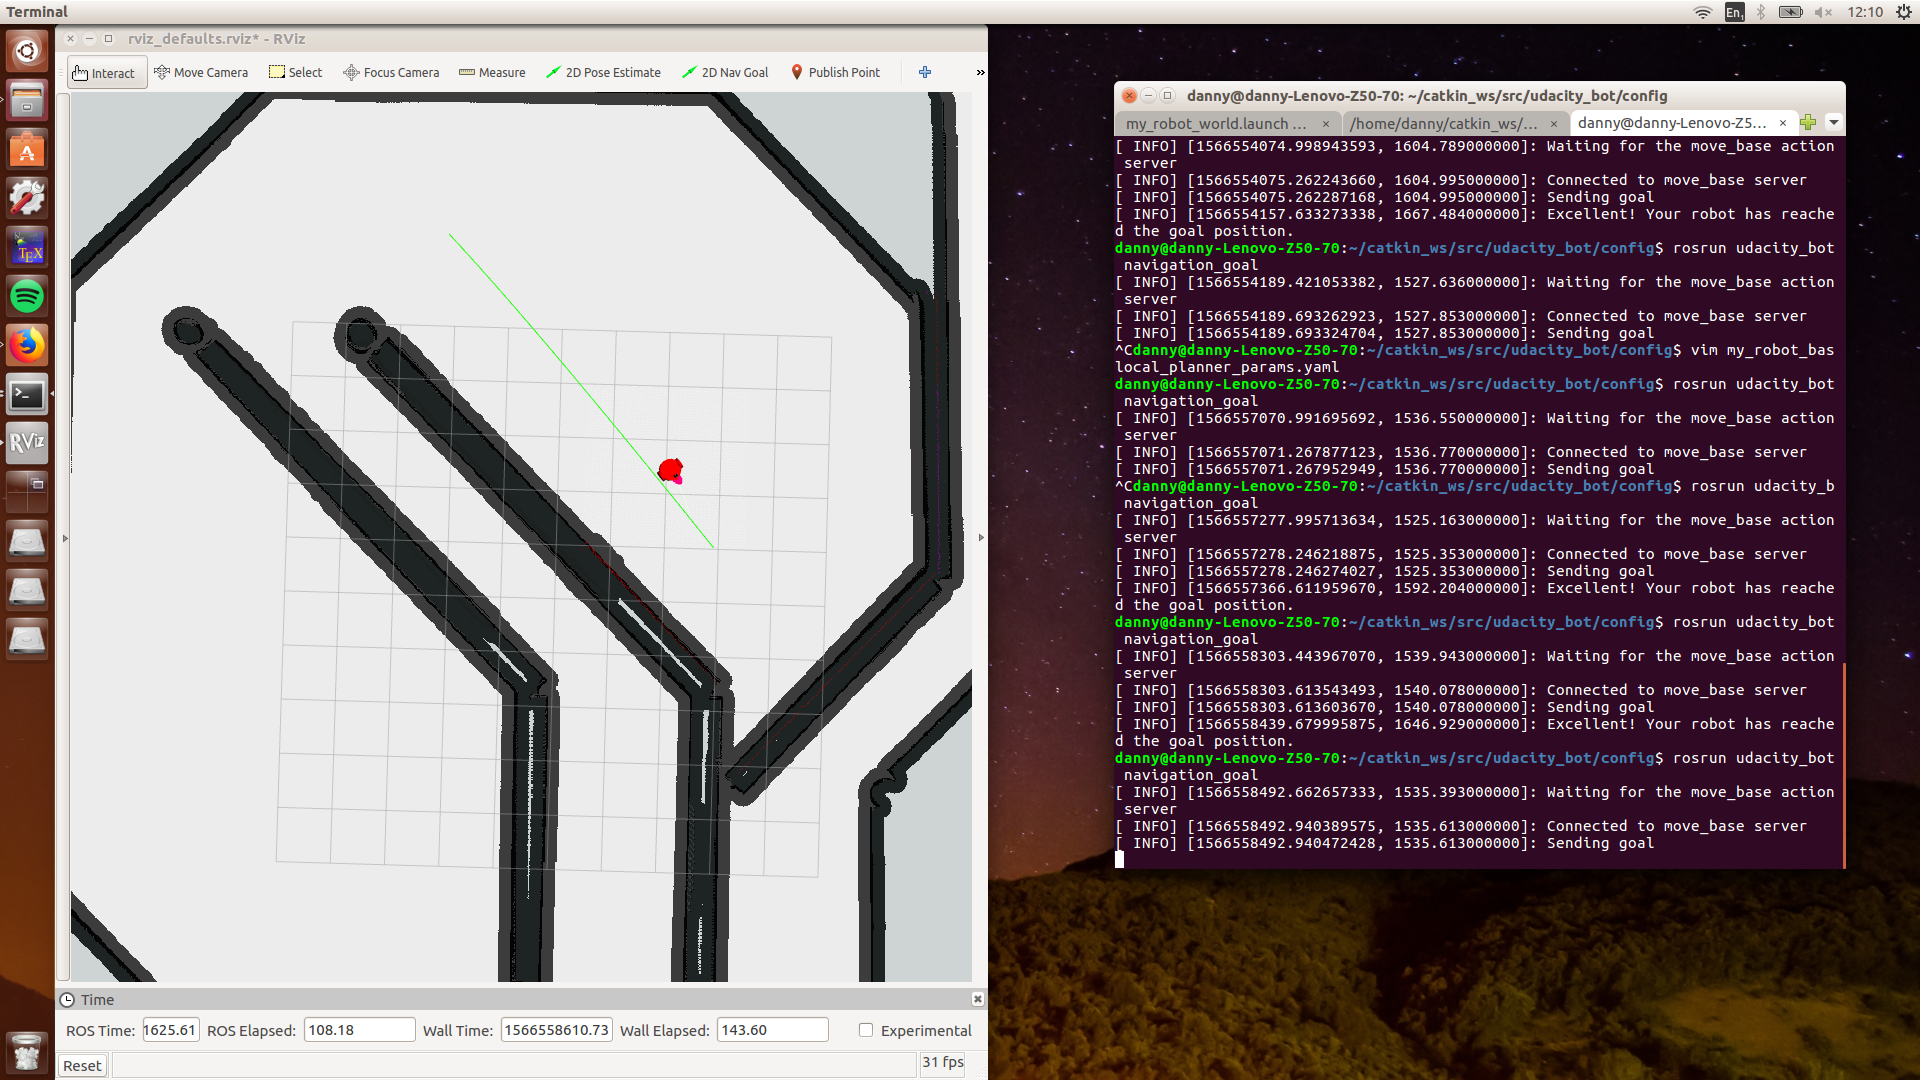 Terminal
En1
12:10
rviz_defaults.rviz* - RViz
Interact
Move Camera
Select
Focus Camera
Measure
2D Pose Estimate
2D Nav Goal
Publish Point
»
TEX
RViz
Time
ROS Time: 1625.61 ROS Elapsed: 108.18 Wall Time: 1566558610.73 Wall Elapsed: 143.60 Experimental
Reset
31 fps
danny@danny-Lenovo-Z50-70: ~/catkin_ws/src/udacity_bot/config
my_robot_world.launch ... × /home/danny/catkin_ws/... × danny@danny-Lenovo-Z5... ×
[ INFO] [1566554074.998943593, 1604.789000000]: Waiting for the move_base action
server
[ INFO] [1566554075.262243660, 1604.995000000]: Connected to move_base server
[ INFO] [1566554075.262287168, 1604.995000000]: Sending goal
[ INFO] [1566554157.633273338, 1667.484000000]: Excellent! Your robot has reache
d the goal position.
danny@danny-Lenovo-Z50-70:~/catkin_ws/src/udacity_bot/config$ rosrun udacity_bot
navigation_goal
[ INFO] [1566554189.421053382, 1527.636000000]: Waiting for the move_base action
server
[ INFO] [1566554189.693262923, 1527.853000000]: Connected to move_base server
[ INFO] [1566554189.693324704, 1527.853000000]: Sending goal
^Cdanny@danny-Lenovo-Z50-70:~/catkin_ws/src/udacity_bot/config$ vim my_robot_bas
local_planner_params.yaml
danny@danny-Lenovo-Z50-70:~/catkin_ws/src/udacity_bot/config$ rosrun udacity_bot
navigation_goal
[ INFO] [1566557070.991695692, 1536.550000000]: Waiting for the move_base action
server
[ INFO] [1566557071.267877123, 1536.770000000]: Connected to move_base server
[ INFO] [1566557071.267952949, 1536.770000000]: Sending goal
^Cdanny@danny-Lenovo-Z50-70:~/catkin_ws/src/udacity_bot/config$ rosrun udacity_b
navigation_goal
[ INFO] [1566557277.995713634, 1525.163000000]: Waiting for the move_base action
server
[ INFO] [1566557278.246218875, 1525.353000000]: Connected to move_base server
[ INFO] [1566557278.246274027, 1525.353000000]: Sending goal
[ INFO] [1566557366.611959670, 1592.204000000]: Excellent! Your robot has reache
d the goal position.
danny@danny-Lenovo-Z50-70:~/catkin_ws/src/udacity_bot/config$ rosrun udacity_bot
navigation_goal
[ INFO] [1566558303.443967070, 1539.943000000]: Waiting for the move_base action
server
[ INFO] [1566558303.613543493, 1540.078000000]: Connected to move_base server
[ INFO] [1566558303.613603670, 1540.078000000]: Sending goal
[ INFO] [1566558439.679995875, 1646.929000000]: Excellent! Your robot has reache
d the goal position.
danny@danny-Lenovo-Z50-70:~/catkin_ws/src/udacity_bot/config$ rosrun udacity_bot
navigation_goal
[ INFO] [1566558492.662657333, 1535.393000000]: Waiting for the move_base action
server
[ INFO] [1566558492.940389575, 1535.613000000]: Connected to move_base server
[ INFO] [1566558492.940472428, 1535.613000000]: Sending goal